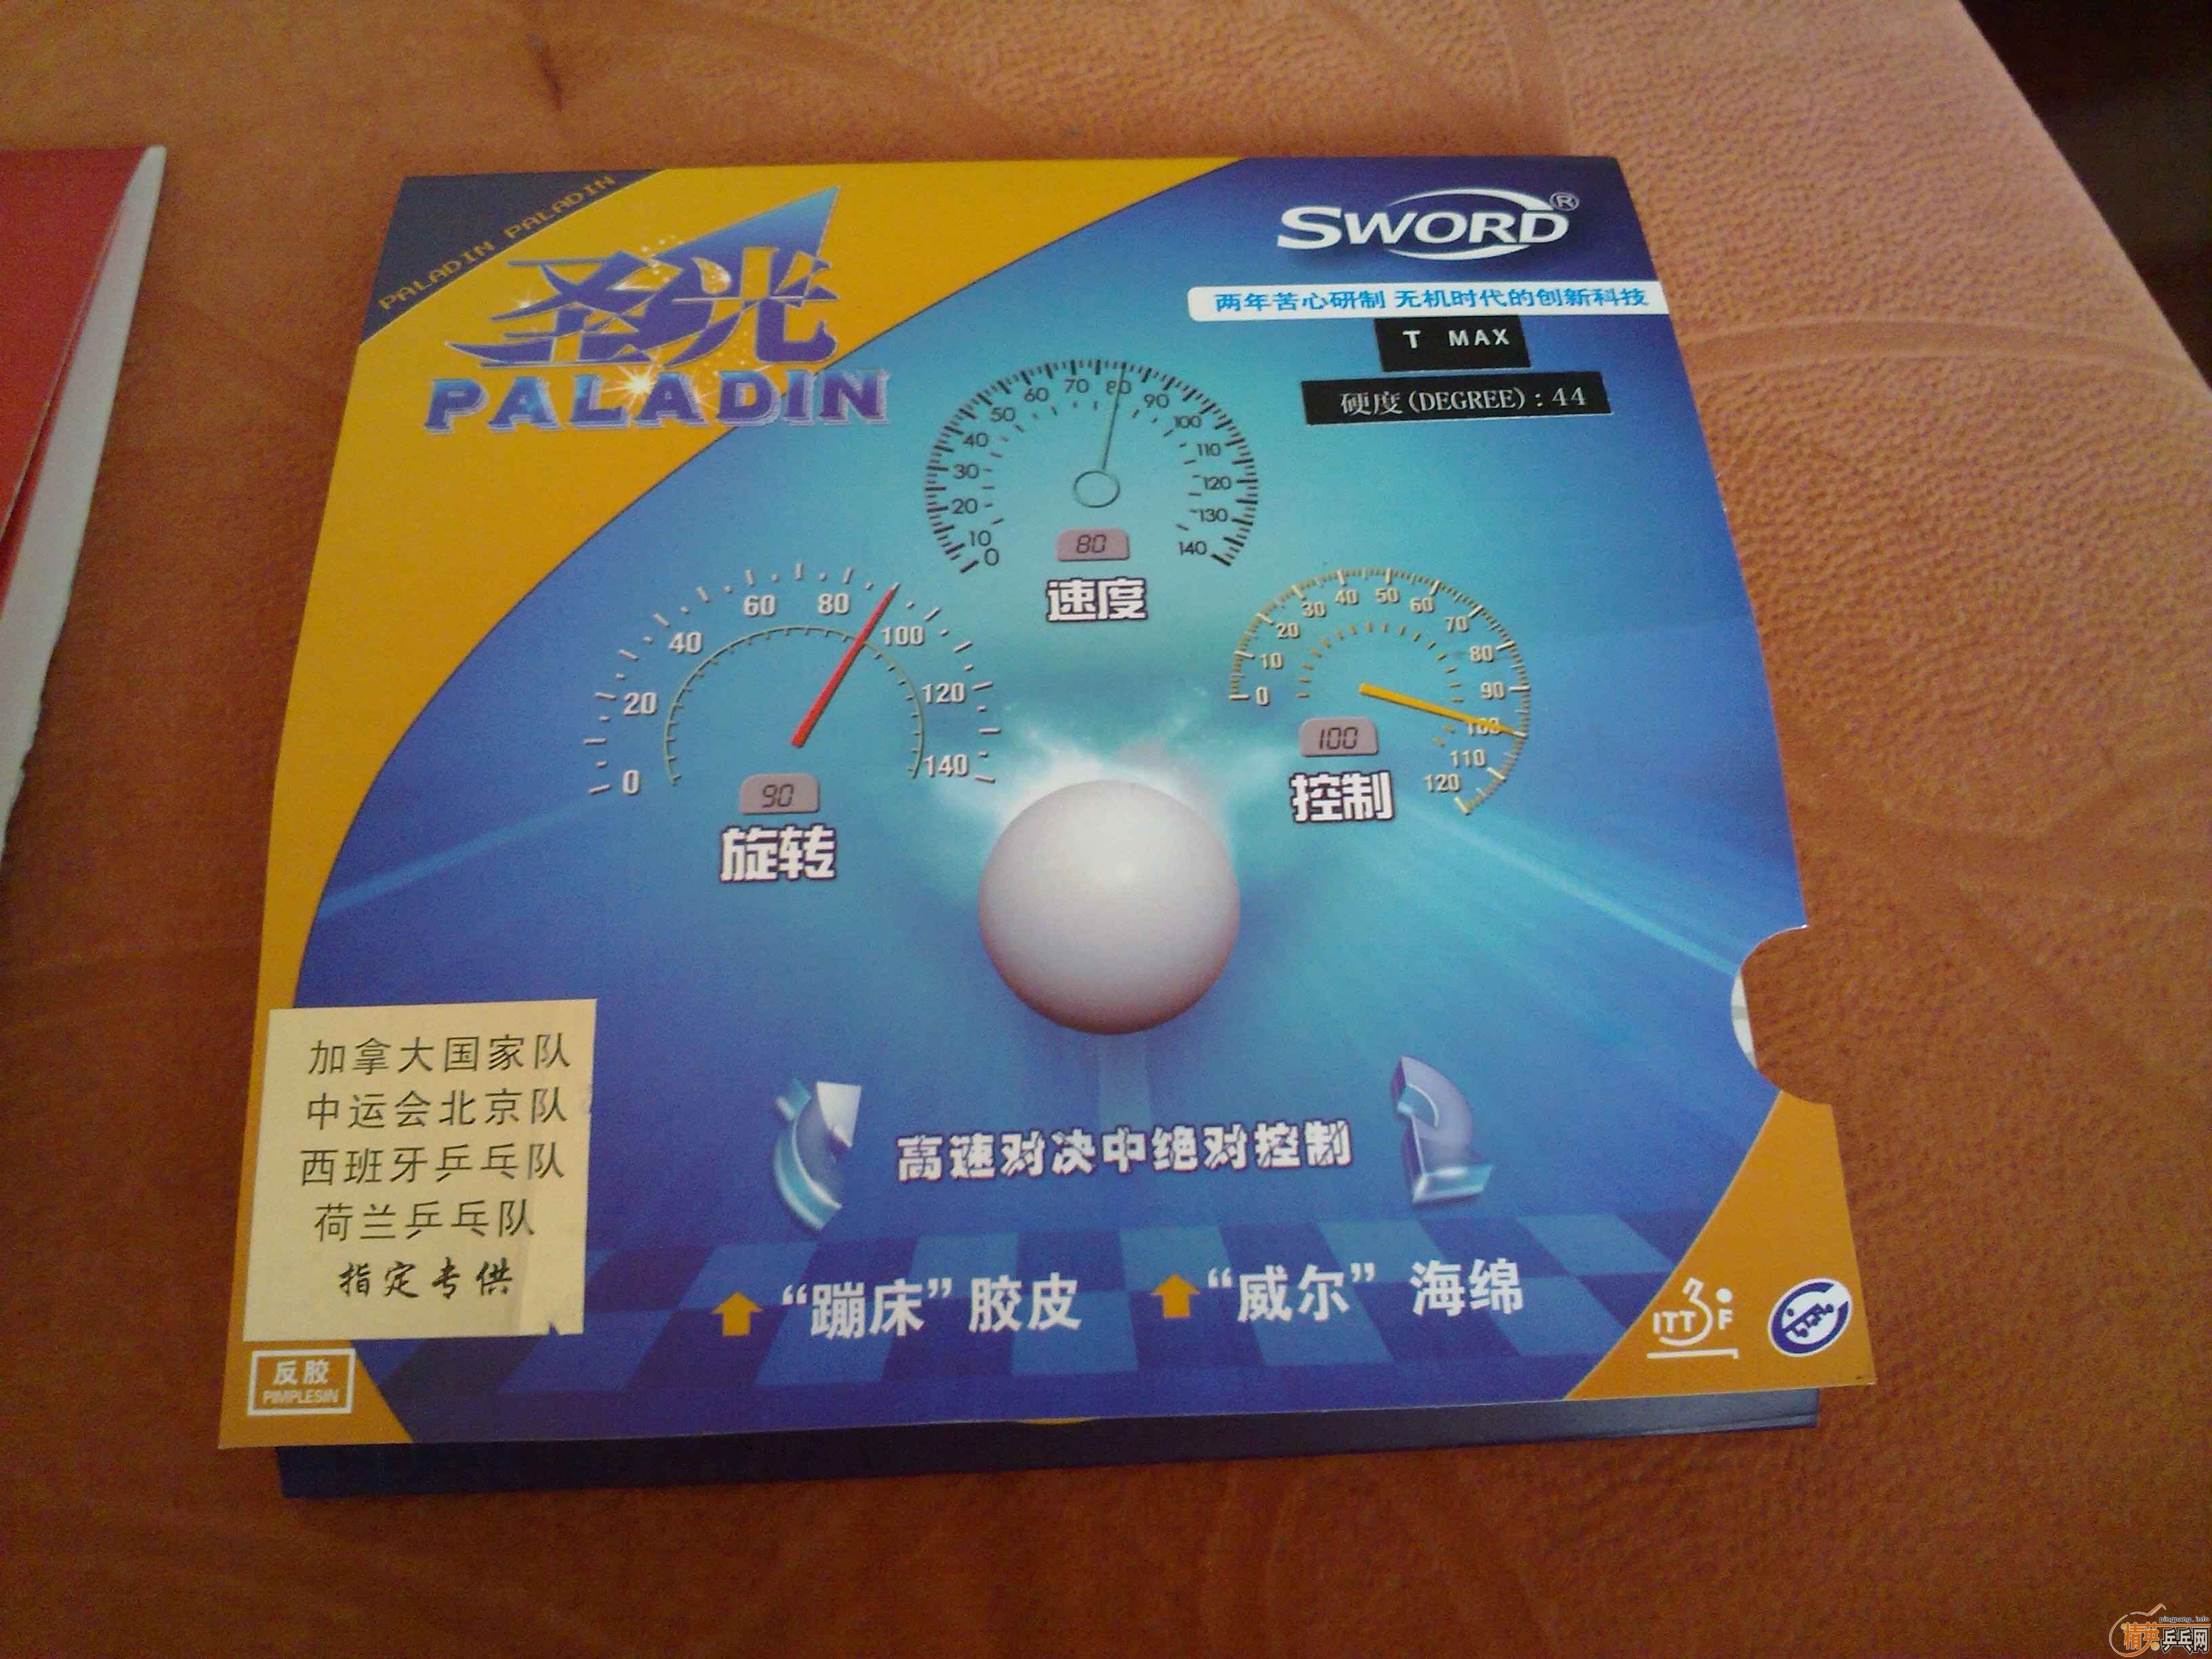 PALADIN PALADIN
圣光
PALADIN
SWORD®
两年苦心研制 无机时代的创新科技
T MAX
硬度(DEGREE):44
0 10 20 30 40 50 60 70 80 90 100 110 120 130 140
80
速度
0 20 40 60 80 100 120 140
90
旋转
0 10 20 30 40 50 60 70 80 90 100 110 120
100
控制
高速对决中绝对控制
“蹦床”胶皮 “威尔”海绵
加拿大国家队
中运会北京队
西班牙乒乓队
荷兰乒乓队
指定专供
反胶
PIMPLESIN
ITTF
pingpang.info
精英乒乓网